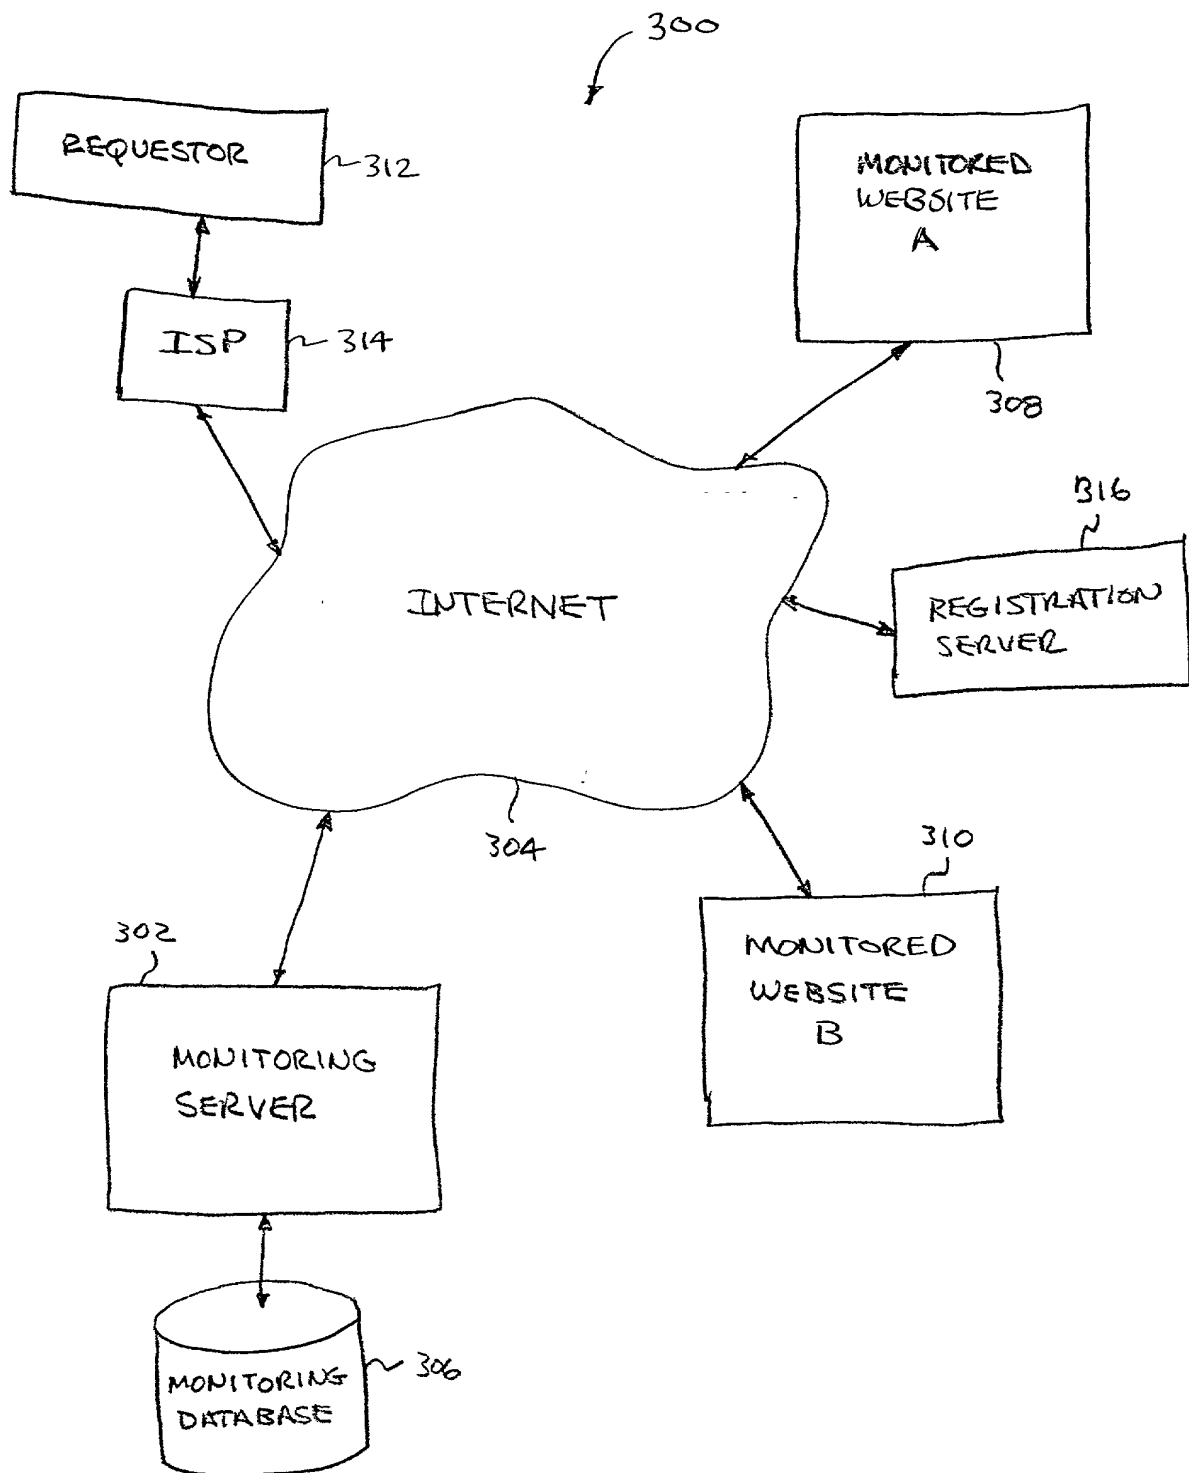 300
REQUESTOR
312
MONITORED
WEBSITE
A
ISP
314
308
316
INTERNET
REGISTRATION
SERVER
304
310
302
MONITORED
WEBSITE
B
MONITORING
SERVER
306
MONITORING
DATABASE